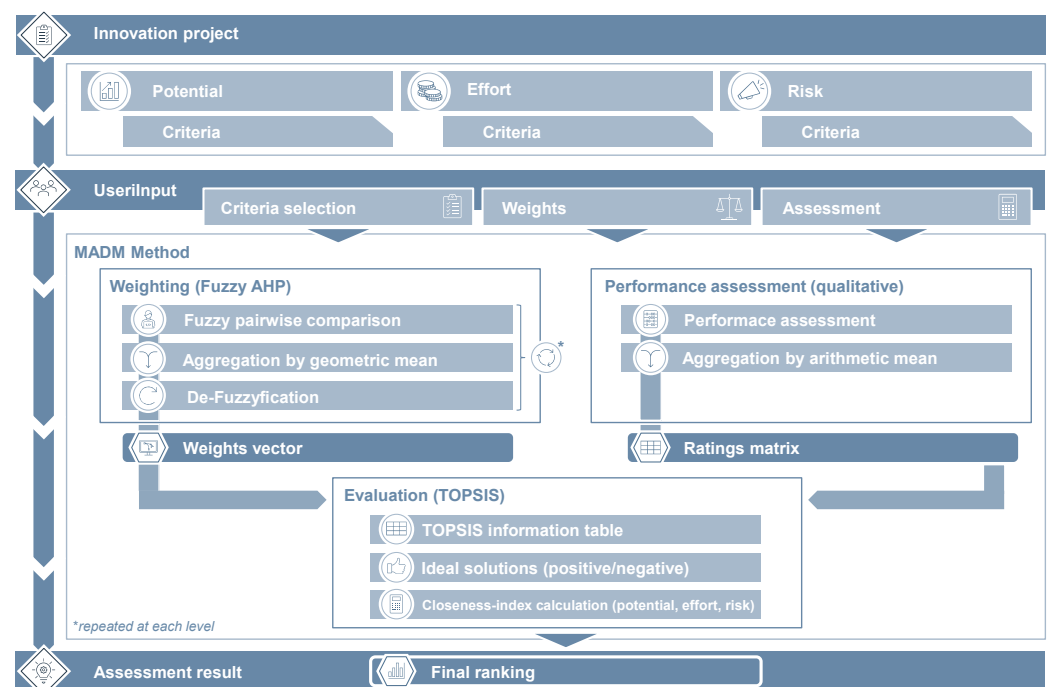 Innovation project
Potential
Effort
Risk
Criteria
Criteria
Criteria
UseriInput
Criteria selection
Weights
Assessment
MADM Method
Weighting (Fuzzy AHP)
Fuzzy pairwise comparison
Aggregation by geometric mean
De-Fuzzyfication
*
Weights vector
Performance assessment (qualitative)
Performace assessment
Aggregation by arithmetic mean
Ratings matrix
Evaluation (TOPSIS)
TOPSIS information table
Ideal solutions (positive/negative)
Closeness-index calculation (potential, effort, risk)
*repeated at each level
Assessment result
Final ranking